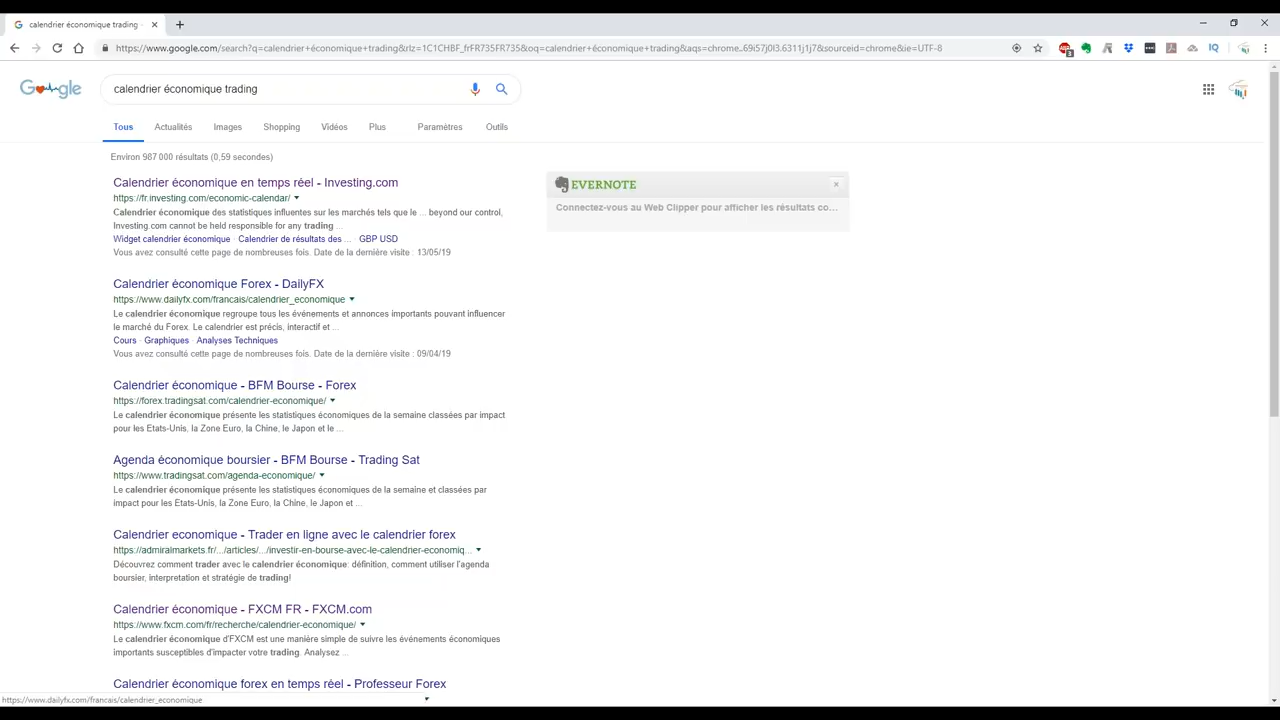 calendrier économique trading
https://www.google.com/search?q=calendrier+économique+trading&rlz=1C1CHBF_frFR735FR735&oq=calendrier+économique+trading&aqs=chrome..69i57j0l3.6311j1j7&sourceid=chrome&ie=UTF-8
Google
calendrier économique trading
Tous Actualités Images Shopping Vidéos Plus Paramètres Outils
Environ 987 000 résultats (0,59 secondes)
Calendrier économique en temps réel - Investing.com
https://fr.investing.com/economic-calendar/
Calendrier économique des statistiques influentes sur les marchés tels que le ... beyond our control,
Investing.com cannot be held responsible for any trading ...
Widget calendrier économique · Calendrier de résultats des ... · GBP USD
Vous avez consulté cette page de nombreuses fois. Date de la dernière visite : 13/05/19
EVERNOTE
Connectez-vous au Web Clipper pour afficher les résultats co...
Calendrier économique Forex - DailyFX
https://www.dailyfx.com/francais/calendrier_economique
Le calendrier économique regroupe tous les événements et annonces importants pouvant influencer
le marché du Forex. Le calendrier est précis, interactif et ...
Cours · Graphiques · Analyses Techniques
Vous avez consulté cette page de nombreuses fois. Date de la dernière visite : 09/04/19
Calendrier économique - BFM Bourse - Forex
https://forex.tradingsat.com/calendrier-economique/
Le calendrier économique présente les statistiques économiques de la semaine classées par impact
pour les Etats-Unis, la Zone Euro, la Chine, le Japon et le ...
Agenda économique boursier - BFM Bourse - Trading Sat
https://www.tradingsat.com/agenda-economique/
Le calendrier économique présente les statistiques économiques de la semaine et classées par
impact pour les Etats-Unis, la Zone Euro, la Chine, le Japon et ...
Calendrier economique - Trader en ligne avec le calendrier forex
https://admiralmarkets.fr/.../articles/.../investir-en-bourse-avec-le-calendrier-economiq...
Découvrez comment trader avec le calendrier économique: définition, comment utiliser l'agenda
boursier, interpretation et stratégie de trading!
Calendrier économique - FXCM FR - FXCM.com
https://www.fxcm.com/fr/recherche/calendrier-economique/
Le calendrier économique d'FXCM est une manière simple de suivre les événements économiques
importants susceptibles d'impacter votre trading. Analysez ...
Calendrier économique forex en temps réel - Professeur Forex
https://www.dailyfx.com/francais/calendrier_economique